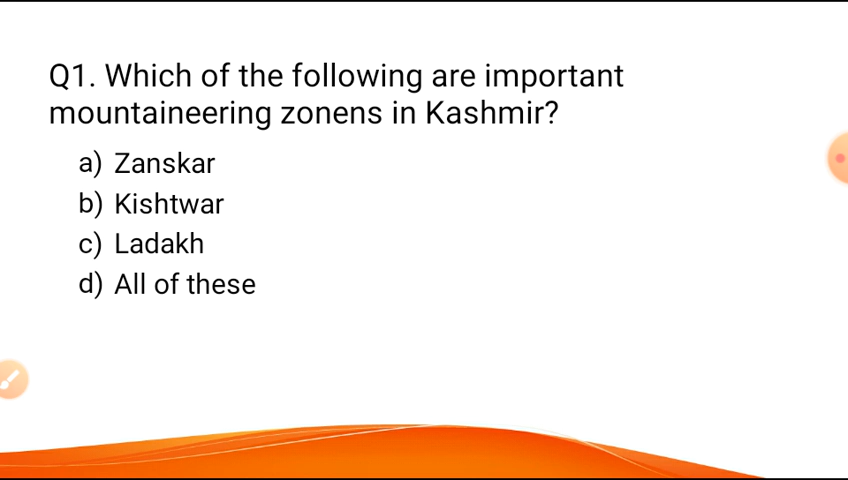 Q1. Which of the following are important
mountaineering zonens in Kashmir?
a) Zanskar
b) Kishtwar
c) Ladakh
d) All of these